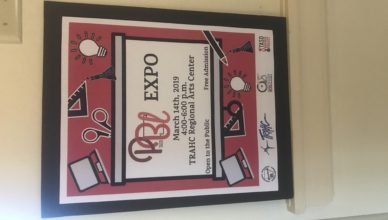 PBL EXPO
March 14th, 2019
4:00-6:00 p.m.
TRAHC Regional Arts Center
Open to the Public
Free Admission
TASD